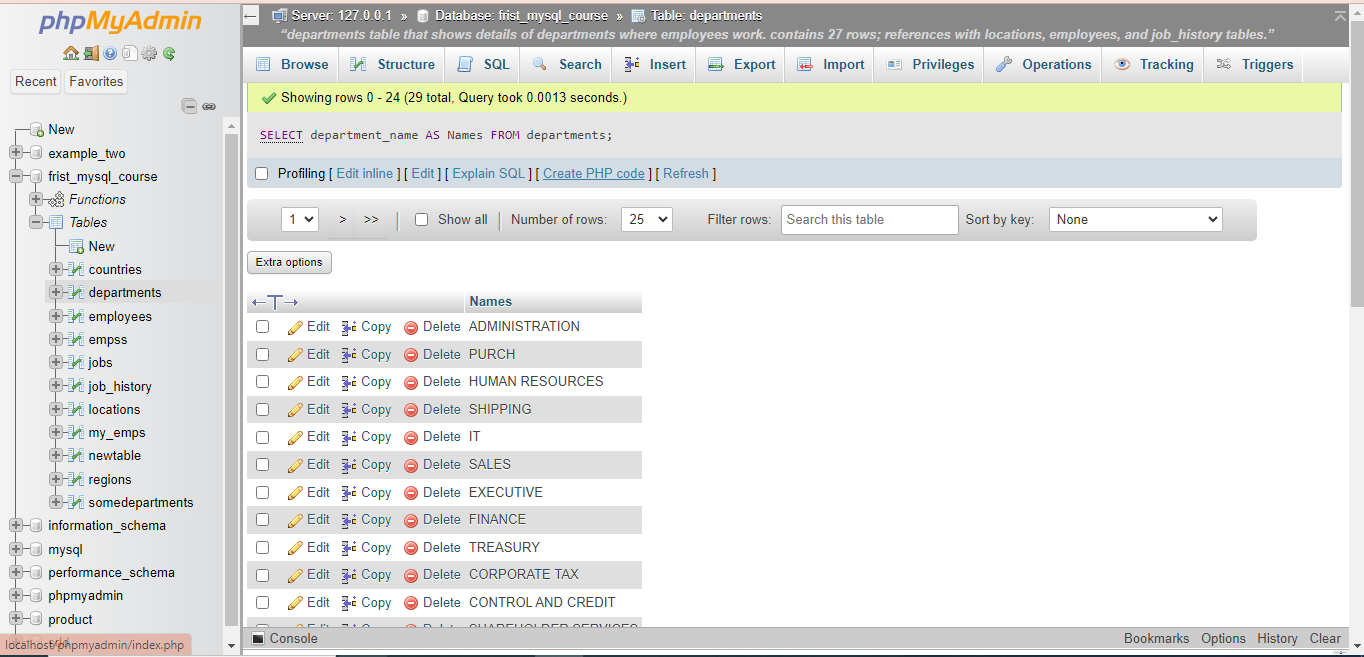 phpMyAdmin
Recent
Favorites
New
example_two
frist_mysql_course
Functions
Tables
New
countries
departments
employees
empss
jobs
job_history
locations
my_emps
newtable
regions
somedepartments
information_schema
mysql
performance_schema
phpmyadmin
product
localhost/phpmyadmin/index.php
Server: 127.0.0.1 » Database: frist_mysql_course » Table: departments
“departments table that shows details of departments where employees work. contains 27 rows; references with locations, employees, and job_history tables.”
Browse Structure SQL Search Insert Export Import Privileges Operations Tracking Triggers
Showing rows 0 - 24 (29 total, Query took 0.0013 seconds.)
SELECT department_name AS Names FROM departments;
Profiling [ Edit inline ] [ Edit ] [ Explain SQL ] [ Create PHP code ] [ Refresh ]
1 > >> | Show all | Number of rows: 25 Filter rows: Search this table Sort by key: None
Extra options
←T→ Names
Edit Copy Delete ADMINISTRATION
Edit Copy Delete PURCH
Edit Copy Delete HUMAN RESOURCES
Edit Copy Delete SHIPPING
Edit Copy Delete IT
Edit Copy Delete SALES
Edit Copy Delete EXECUTIVE
Edit Copy Delete FINANCE
Edit Copy Delete TREASURY
Edit Copy Delete CORPORATE TAX
Edit Copy Delete CONTROL AND CREDIT
Edit Copy Delete SHAREHOLDER SERVICES
Console Bookmarks Options History Clear